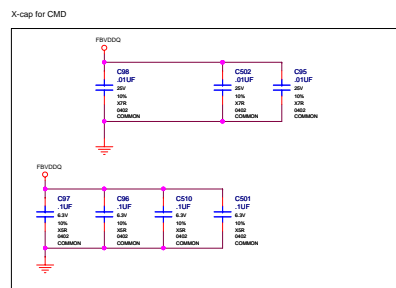 X-cap for CMD
FBVDDQ
C98
.01UF
25V
10%
X7R
0402
COMMON
C502
.01UF
25V
10%
X7R
0402
COMMON
C95
.01UF
25V
10%
X7R
0402
COMMON
FBVDDQ
C97
.1UF
6.3V
10%
X5R
0402
COMMON
C96
.1UF
6.3V
10%
X5R
0402
COMMON
C510
.1UF
6.3V
10%
X5R
0402
COMMON
C501
.1UF
6.3V
10%
X5R
0402
COMMON